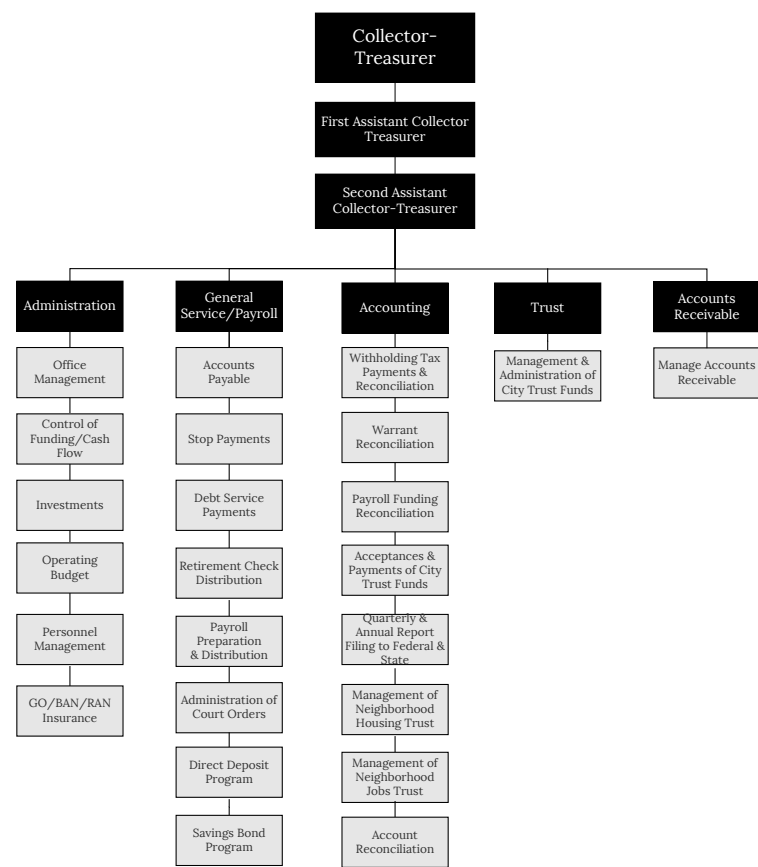 Collector-
Treasurer
First Assistant Collector
Treasurer
Second Assistant
Collector-Treasurer
Administration
Office
Management
Control of
Funding/Cash
Flow
Investments
Operating
Budget
Personnel
Management
GO/BAN/RAN
Insurance
General
Service/Payroll
Accounts
Payable
Stop Payments
Debt Service
Payments
Retirement Check
Distribution
Payroll
Preparation
& Distribution
Administration of
Court Orders
Direct Deposit
Program
Savings Bond
Program
Accounting
Withholding Tax
Payments &
Reconciliation
Warrant
Reconciliation
Payroll Funding
Reconciliation
Acceptances &
Payments of City
Trust Funds
Quarterly &
Annual Report
Filing to Federal &
State
Management of
Neighborhood
Housing Trust
Management of
Neighborhood
Jobs Trust
Account
Reconciliation
Trust
Management &
Administration of
City Trust Funds
Accounts
Receivable
Manage Accounts
Receivable